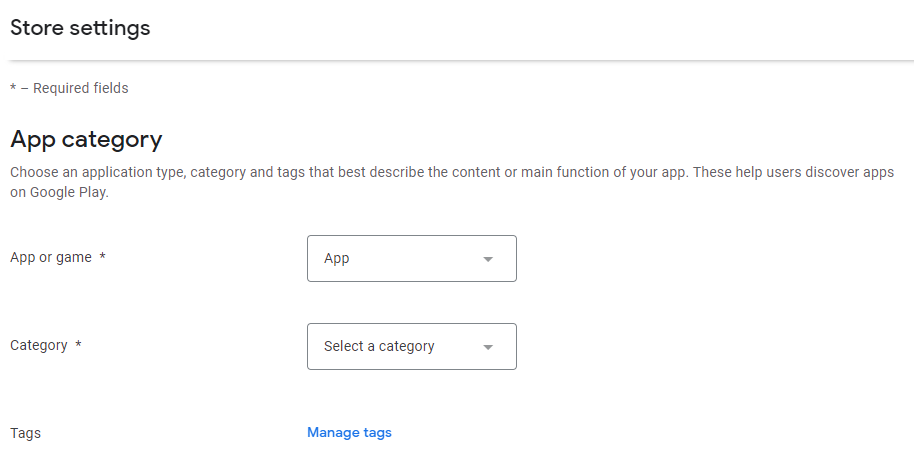 Store settings
* – Required fields
App category
Choose an application type, category and tags that best describe the content or main function of your app. These help users discover apps
on Google Play.
App or game *
App
Category *
Select a category
Tags
Manage tags